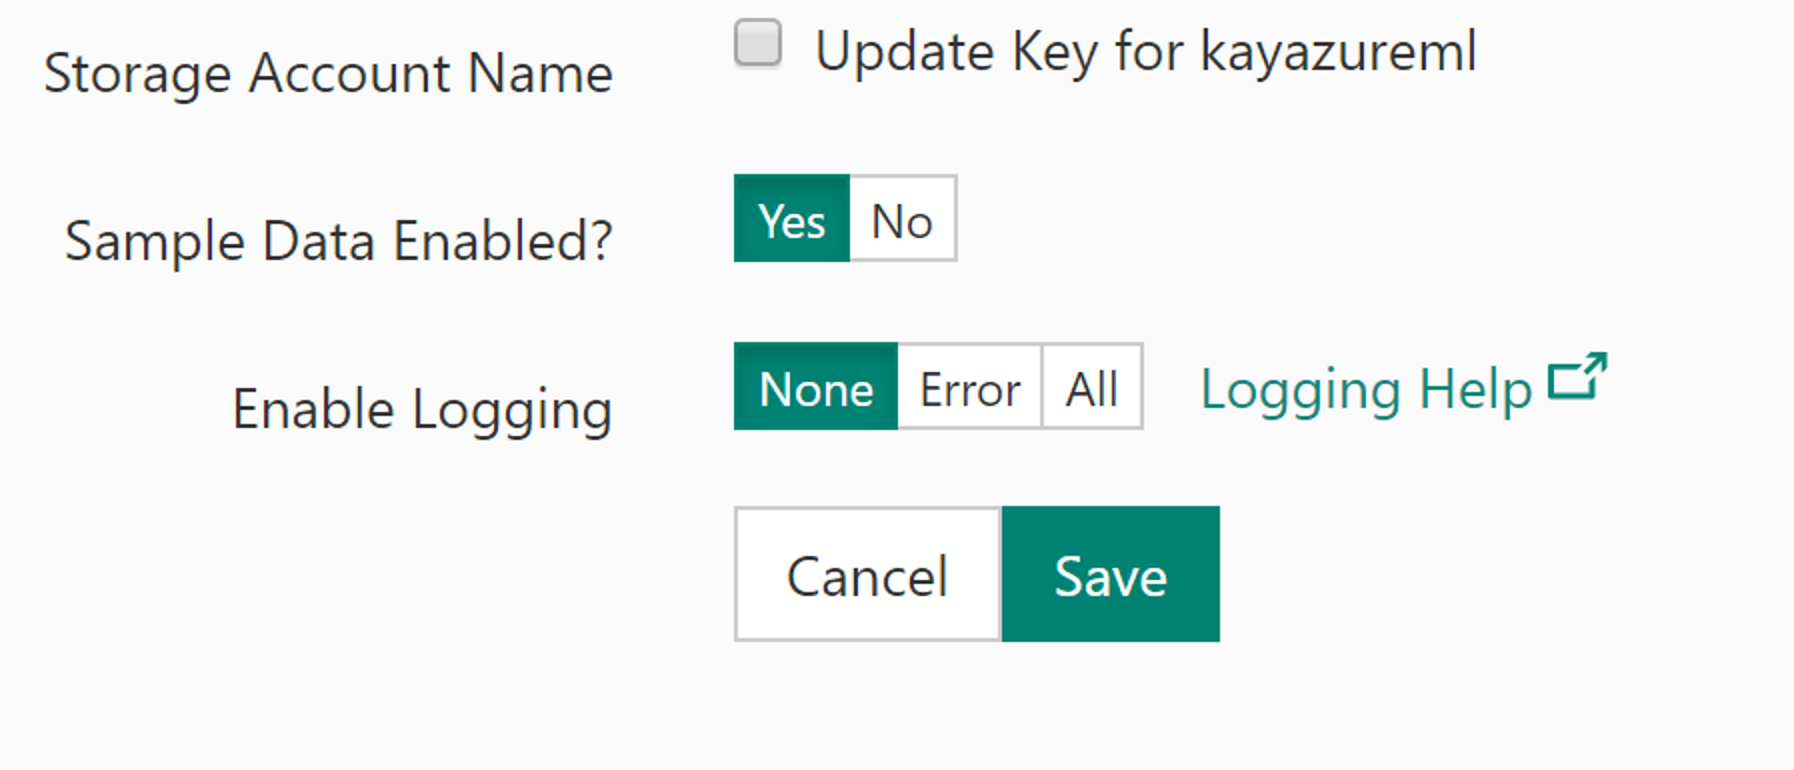 Storage Account Name Update Key for kayazureml
Sample Data Enabled? Yes No
Enable Logging None Error All Logging Help
Cancel Save